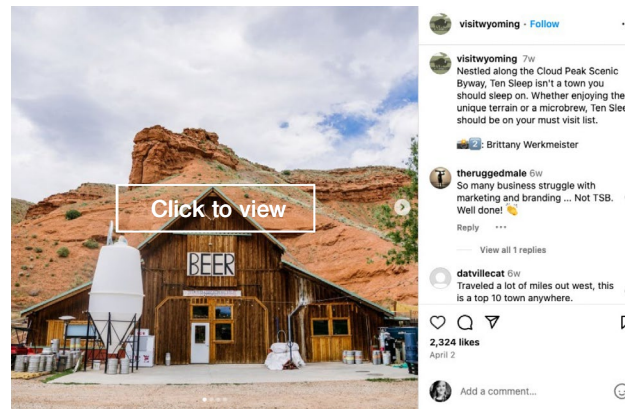 visitwyoming • Follow
visitwyoming 7w
Nestled along the Cloud Peak Scenic
Byway, Ten Sleep isn't a town you
should sleep on. Whether enjoying the
unique terrain or a microbrew, Ten Slee
should be on your must visit list.
📸2️⃣: Brittany Werkmeister
theruggedmale 6w
So many business struggle with
marketing and branding ... Not TSB.
Well done! 👏
Reply
View all 1 replies
datvillecat 6w
Traveled a lot of miles out west, this
is a top 10 town anywhere.
2,324 likes
April 2
Add a comment...
Click to view
BEER